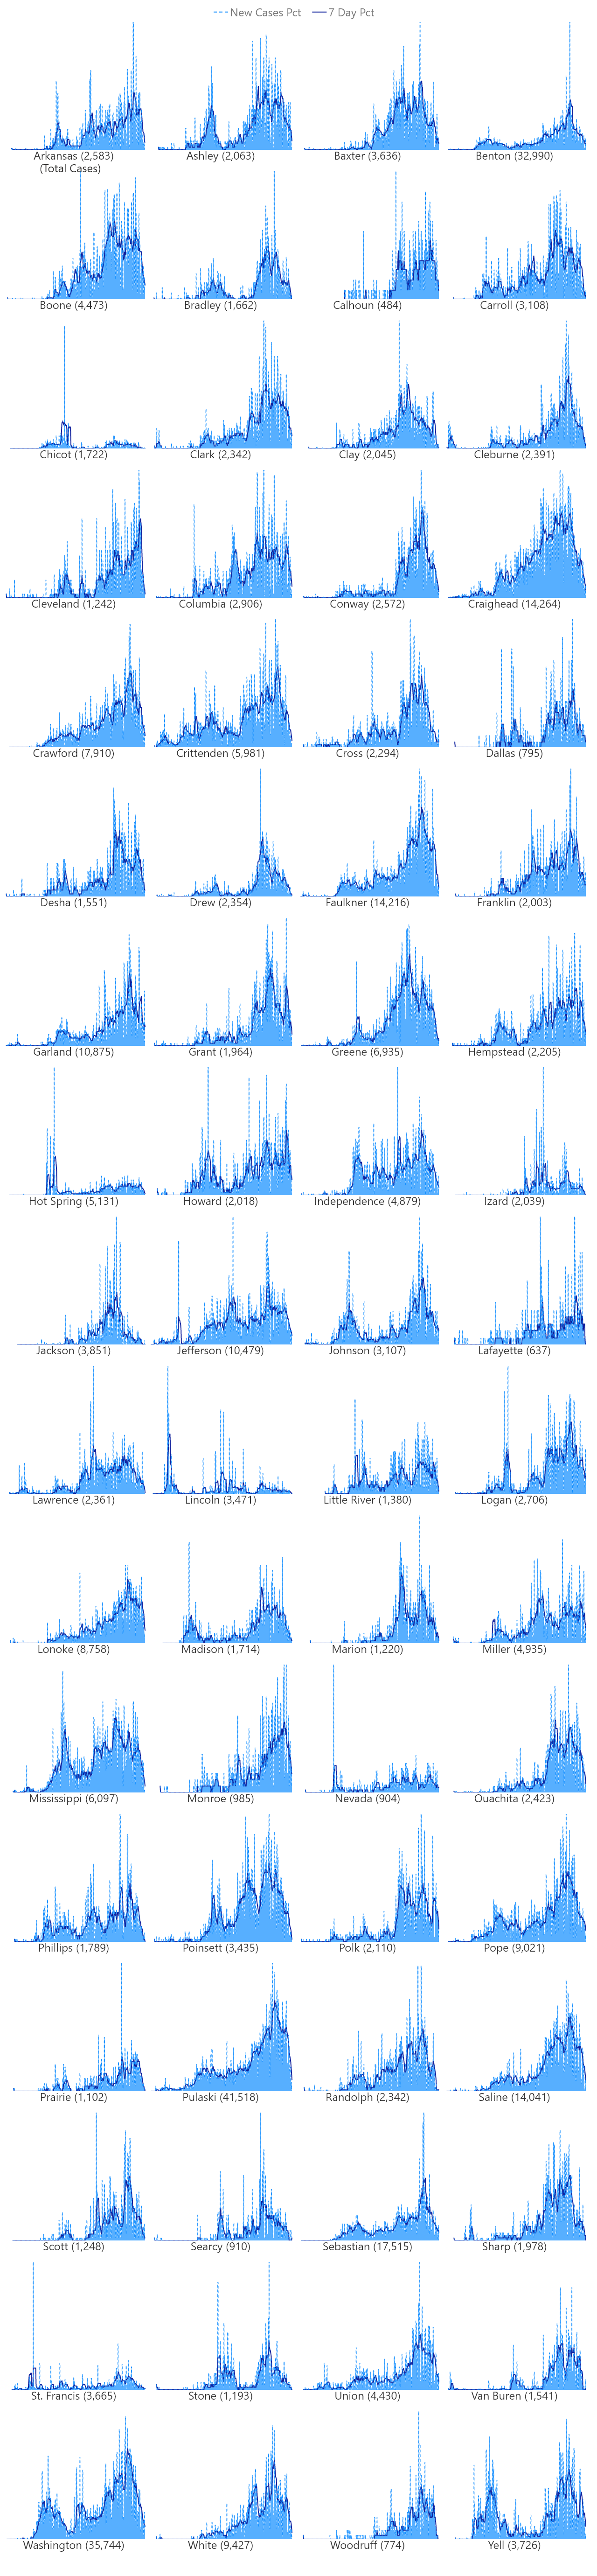 New Cases Pct 7 Day Pct
Arkansas (2,583) Ashley (2,063) Baxter (3,636) Benton (32,990)
(Total Cases)
Boone (4,473) Bradley (1,662) Calhoun (484) Carroll (3,108)
Chicot (1,722) Clark (2,342) Clay (2,045) Cleburne (2,391)
Cleveland (1,242) Columbia (2,906) Conway (2,572) Craighead (14,264)
Crawford (7,910) Crittenden (5,981) Cross (2,294) Dallas (795)
Desha (1,551) Drew (2,354) Faulkner (14,216) Franklin (2,003)
Garland (10,875) Grant (1,964) Greene (6,935) Hempstead (2,205)
Hot Spring (5,131) Howard (2,018) Independence (4,879) Izard (2,039)
Jackson (3,851) Jefferson (10,479) Johnson (3,107) Lafayette (637)
Lawrence (2,361) Lincoln (3,471) Little River (1,380) Logan (2,706)
Lonoke (8,758) Madison (1,714) Marion (1,220) Miller (4,935)
Mississippi (6,097) Monroe (985) Nevada (904) Ouachita (2,423)
Phillips (1,789) Poinsett (3,435) Polk (2,110) Pope (9,021)
Prairie (1,102) Pulaski (41,518) Randolph (2,342) Saline (14,041)
Scott (1,248) Searcy (910) Sebastian (17,515) Sharp (1,978)
St. Francis (3,665) Stone (1,193) Union (4,430) Van Buren (1,541)
Washington (35,744) White (9,427) Woodruff (774) Yell (3,726)